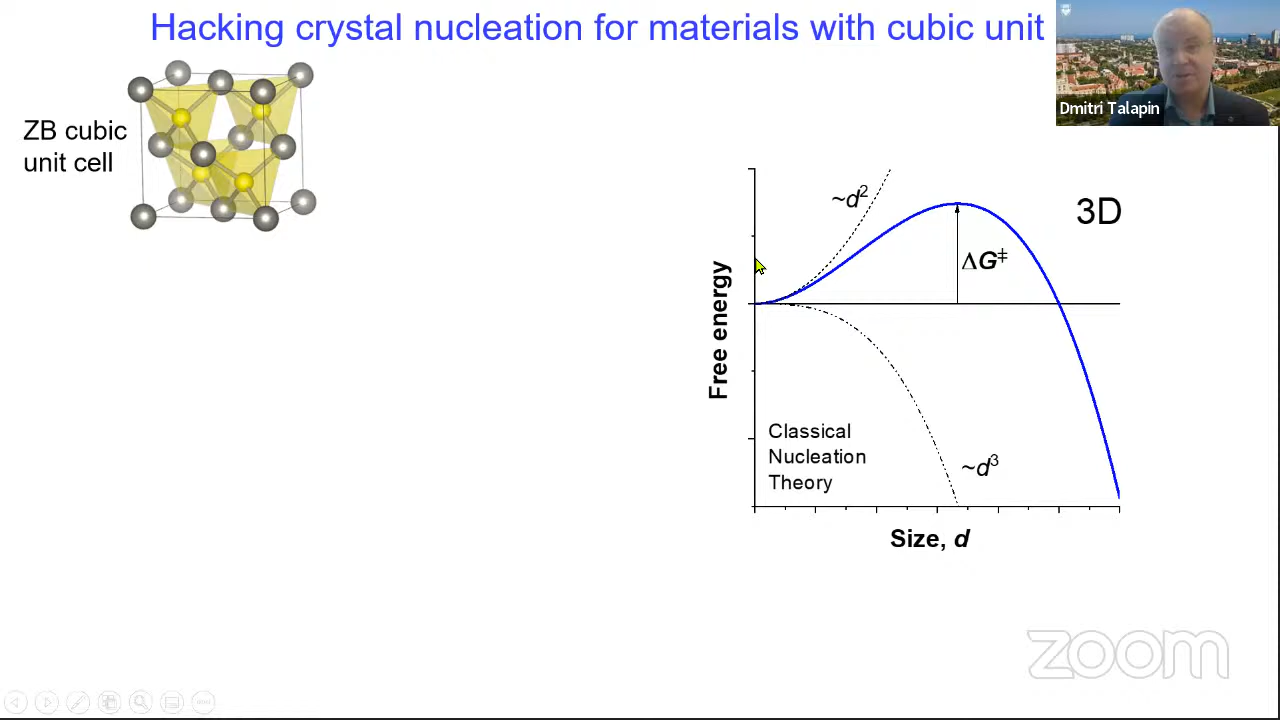 Hacking crystal nucleation for materials with cubic unit
Dmitri Talapin
ZB cubic
unit cell
~d²
3D
ΔG‡
Free energy
Classical
Nucleation
Theory
~d³
Size, d
zoom